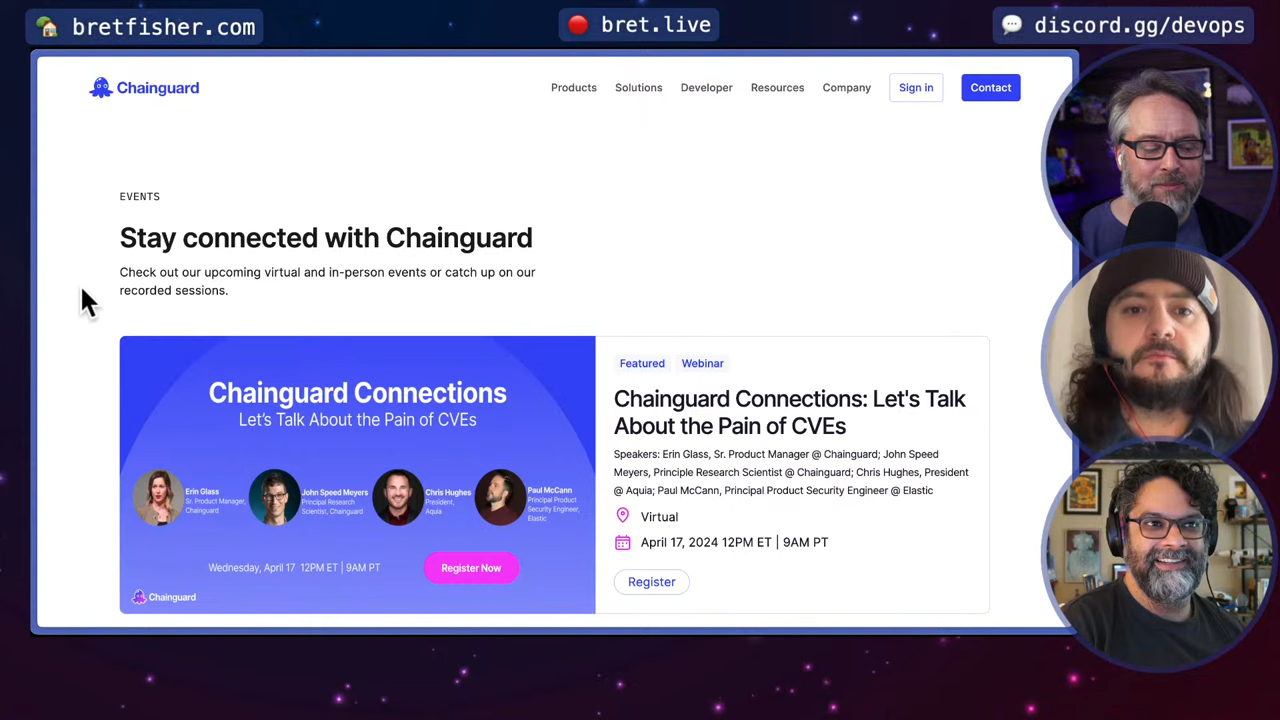 bretfisher.com
bret.live
discord.gg/devops
Chainguard
Products
Solutions
Developer
Resources
Company
Sign in
Contact
EVENTS
Stay connected with Chainguard
Check out our upcoming virtual and in-person events or catch up on our
recorded sessions.
Chainguard Connections
Let's Talk About the Pain of CVEs
Erin Glass
Sr. Product Manager,
Chainguard
John Speed Meyers
Principal Research
Scientist, Chainguard
Chris Hughes
President,
Aquia
Paul McCann
Principal Product
Security Engineer,
Elastic
Wednesday, April 17 12PM ET | 9AM PT
Register Now
Chainguard
Featured
Webinar
Chainguard Connections: Let's Talk
About the Pain of CVEs
Speakers: Erin Glass, Sr. Product Manager @ Chainguard; John Speed
Meyers, Principle Research Scientist @ Chainguard; Chris Hughes, President
@ Aquia; Paul McCann, Principal Product Security Engineer @ Elastic
Virtual
April 17, 2024 12PM ET | 9AM PT
Register